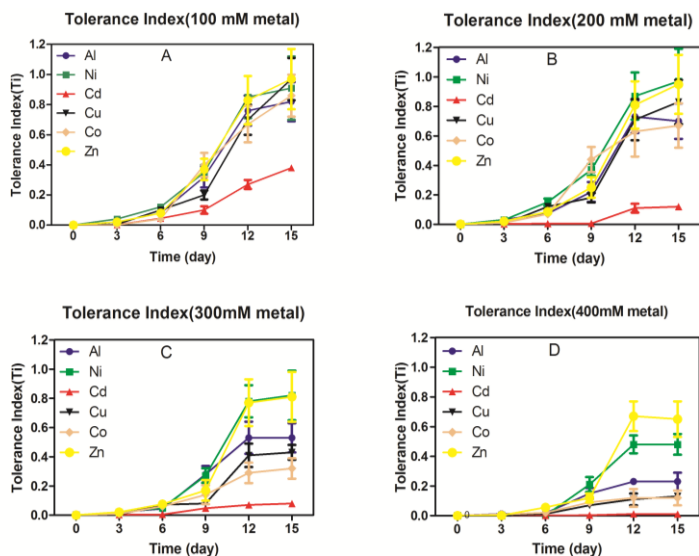 Tolerance Index(100 mM metal)
A
Tolerance Index(Ti)
1.2
1.0
0.8
0.6
0.4
0.2
0.0
Al
Ni
Cd
Cu
Co
Zn
0 3 6 9 12 15
Time (day)
Tolerance Index(200 mM metal)
B
Tolerance Index(Ti)
1.2
1.0
0.8
0.6
0.4
0.2
0.0
Al
Ni
Cd
Cu
Co
Zn
0 3 6 9 12 15
Time (day)
Tolerance Index(300mM metal)
C
Tolerance Index(Ti)
1.2
1.0
0.8
0.6
0.4
0.2
0.0
Al
Ni
Cd
Cu
Co
Zn
0 3 6 9 12 15
Time (day)
Tolerance Index(400mM metal)
D
Tolerance Index(Ti)
1.2
1.0
0.8
0.6
0.4
0.2
0.0
Al
Ni
Cd
Cu
Co
Zn
0
0 3 6 9 12 15
Time (day)